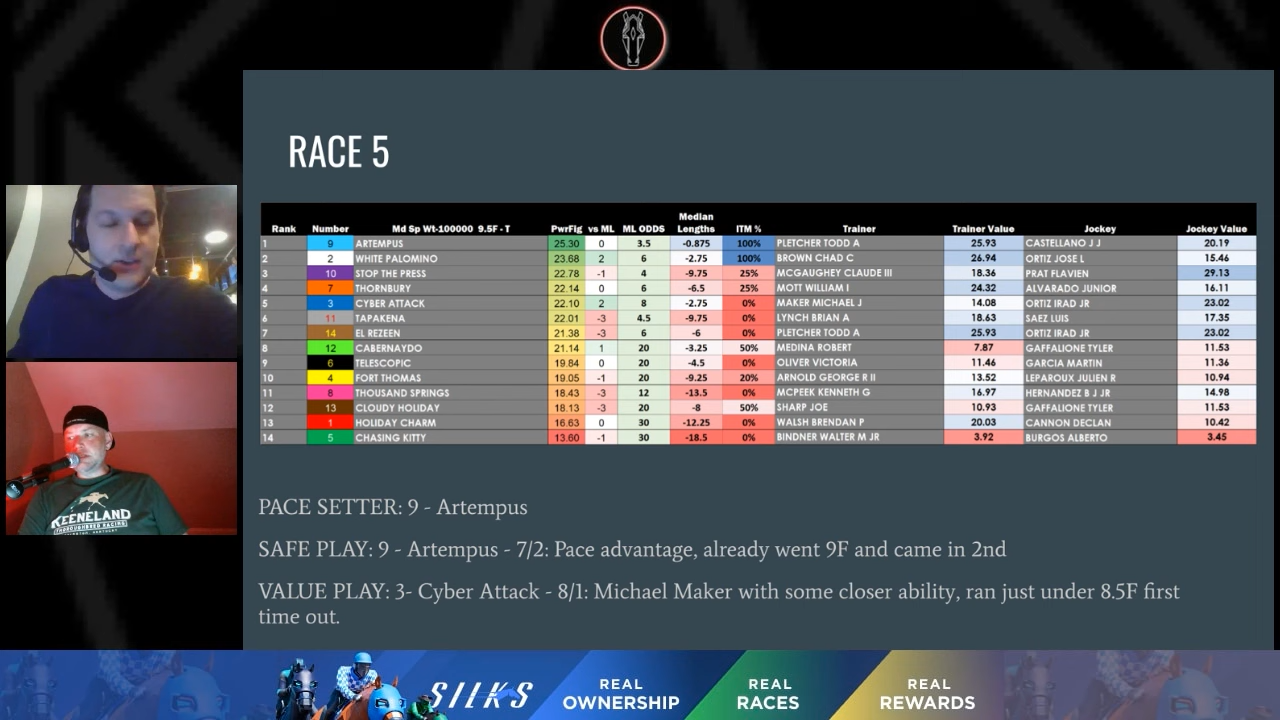 RACE 5
Median
Rank Number Md Sp Wt-100000 9.5F - T PwrFig vs ML ML ODDS Lengths ITM % Trainer Trainer Value Jockey Jockey Value
1 9 ARTEMPUS 25.30 0 3.5 -0.875 100% PLETCHER TODD A 25.93 CASTELLANO J J 20.19
2 2 WHITE PALOMINO 23.68 2 6 -2.75 100% BROWN CHAD C 26.94 ORTIZ JOSE L 15.46
3 10 STOP THE PRESS 22.78 -1 4 -9.75 25% MCGAUGHEY CLAUDE III 18.36 PRAT FLAVIEN 29.13
4 7 THORNBURY 22.14 0 6 -6.5 25% MOTT WILLIAM I 24.32 ALVARADO JUNIOR 16.11
5 3 CYBER ATTACK 22.10 2 8 -2.75 0% MAKER MICHAEL J 14.08 ORTIZ IRAD JR 23.02
6 11 TAPAKENA 22.01 -3 4.5 -9.75 0% LYNCH BRIAN A 18.63 SAEZ LUIS 17.35
7 14 EL REZEEN 21.38 -3 6 -6 0% PLETCHER TODD A 25.93 ORTIZ IRAD JR 23.02
8 12 CABERNAYDO 21.14 1 20 -3.25 50% MEDINA ROBERT 7.87 GAFFALIONE TYLER 11.53
9 6 TELESCOPIC 19.84 0 20 -4.5 0% OLIVER VICTORIA 11.46 GARCIA MARTIN 11.36
10 4 FORT THOMAS 19.05 -1 20 -9.25 20% ARNOLD GEORGE R II 13.52 LEPAROUX JULIEN R 10.94
11 8 THOUSAND SPRINGS 18.43 -3 12 -13.5 0% MCPEEK KENNETH G 16.97 HERNANDEZ B J JR 14.98
12 13 CLOUDY HOLIDAY 18.13 -3 20 -8 50% SHARP JOE 10.93 GAFFALIONE TYLER 11.53
13 1 HOLIDAY CHARM 16.63 0 30 -12.25 0% WALSH BRENDAN P 20.03 CANNON DECLAN 10.42
14 5 CHASING KITTY 13.60 -1 30 -18.5 0% BINDNER WALTER M JR 3.92 BURGOS ALBERTO 3.45
PACE SETTER: 9 - Artempus
SAFE PLAY: 9 - Artempus - 7/2: Pace advantage, already went 9F and came in 2nd
VALUE PLAY: 3- Cyber Attack - 8/1: Michael Maker with some closer ability, ran just under 8.5F first
time out.
KEENELAND
THOROUGHBRED RACING
SILKS
REAL
OWNERSHIP
REAL
RACES
REAL
REWARDS